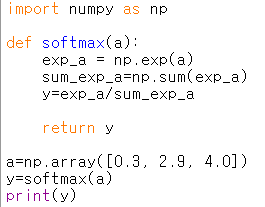 import numpy as np
def softmax(a):
    exp_a = np.exp(a)
    sum_exp_a=np.sum(exp_a)
    y=exp_a/sum_exp_a
    return y
a=np.array([0.3, 2.9, 4.0])
y=softmax(a)
print(y)